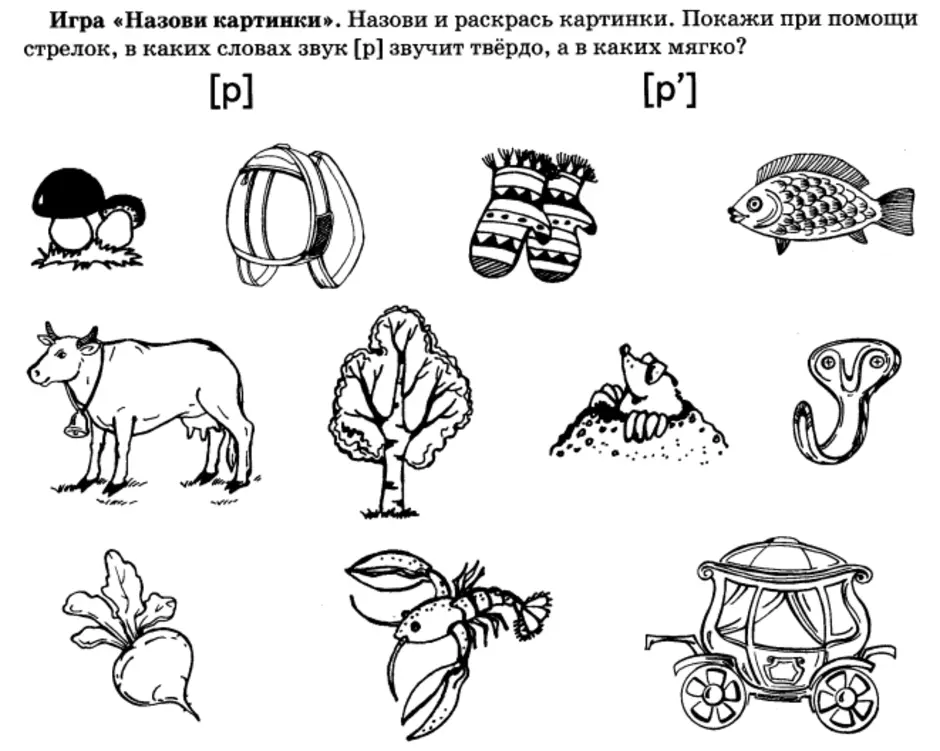 Игра «Назови картинки». Назови и раскрась картинки. Покажи при помощи
стрелок, в каких словах звук [р] звучит твёрдо, а в каких мягко?
[р] [р’]